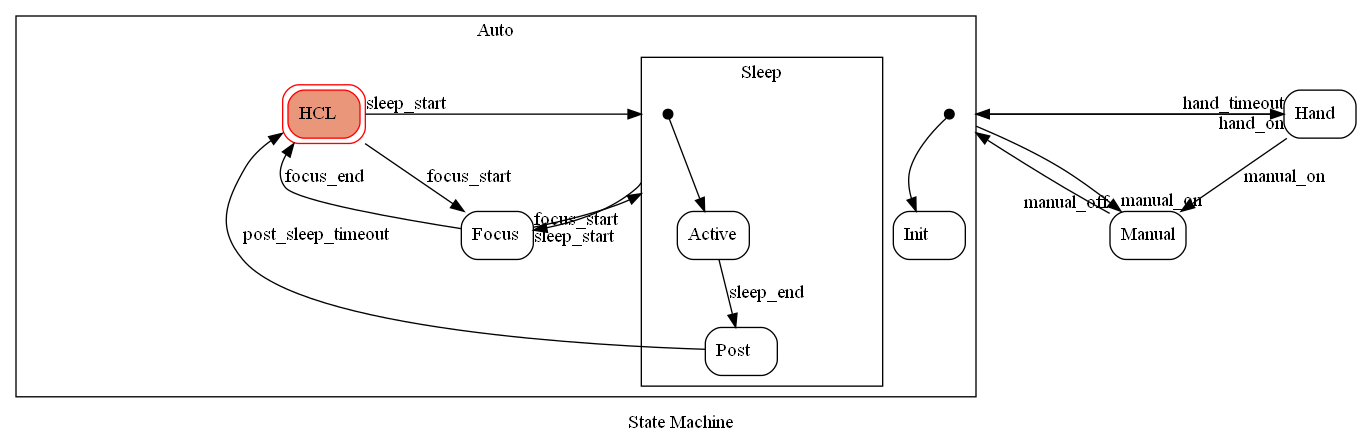 Auto
Sleep
HCL
sleep_start
hand_timeout
Hand
hand_on
focus_end
focus_start
manual_on
manual_off
manual_on
focus_start
Focus
sleep_start
post_sleep_timeout
Active
Init
Manual
sleep_end
Post
State Machine